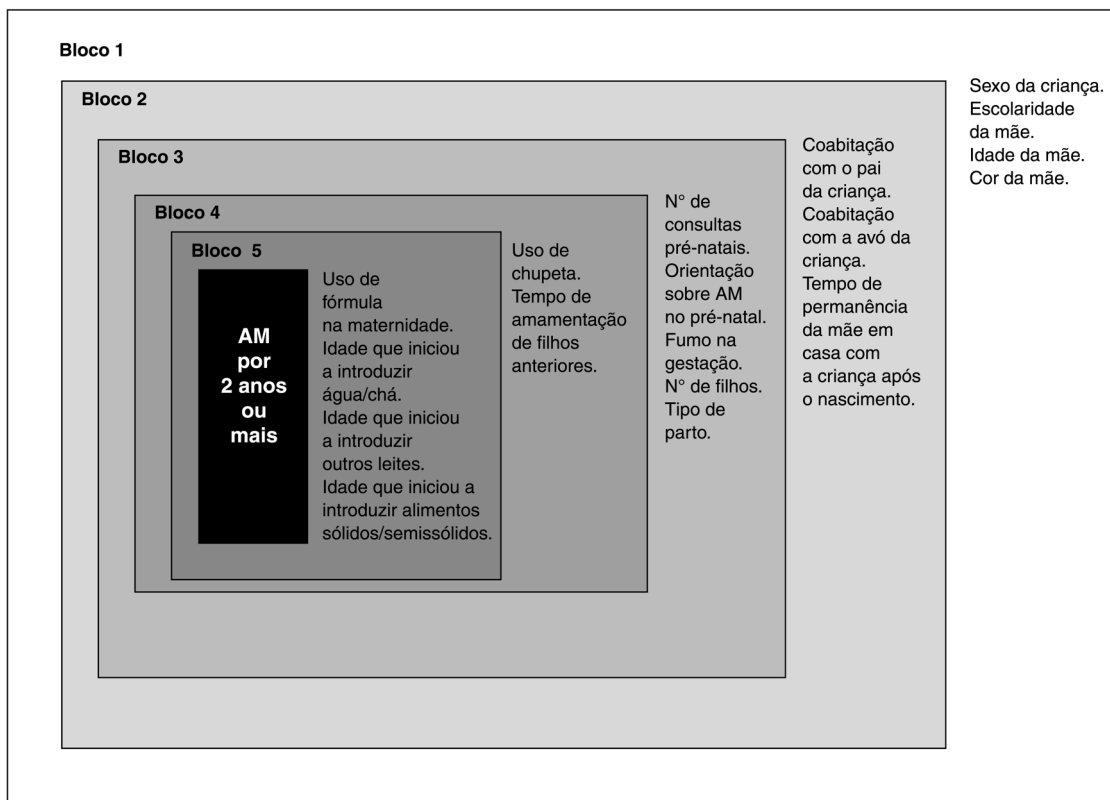 Bloco 1
Sexo da criança.
Escolaridade
da mãe.
Idade da mãe.
Cor da mãe.
Bloco 2
Coabitação
com o pai
da criança.
Coabitação
com a avó da
criança.
Tempo de
permanência
da mãe em
casa com
a criança após
o nascimento.
Bloco 3
N° de
consultas
pré-natais.
Orientação
sobre AM
no pré-natal.
Fumo na
gestação.
N° de filhos.
Tipo de
parto.
Bloco 4
Uso de
chupeta.
Tempo de
amamentação
de filhos
anteriores.
Bloco 5
Uso de
fórmula
na maternidade.
Idade que iniciou
a introduzir
água/chá.
Idade que iniciou
a introduzir
outros leites.
Idade que iniciou a
introduzir alimentos
sólidos/semissólidos.
AM
por
2 anos
ou
mais